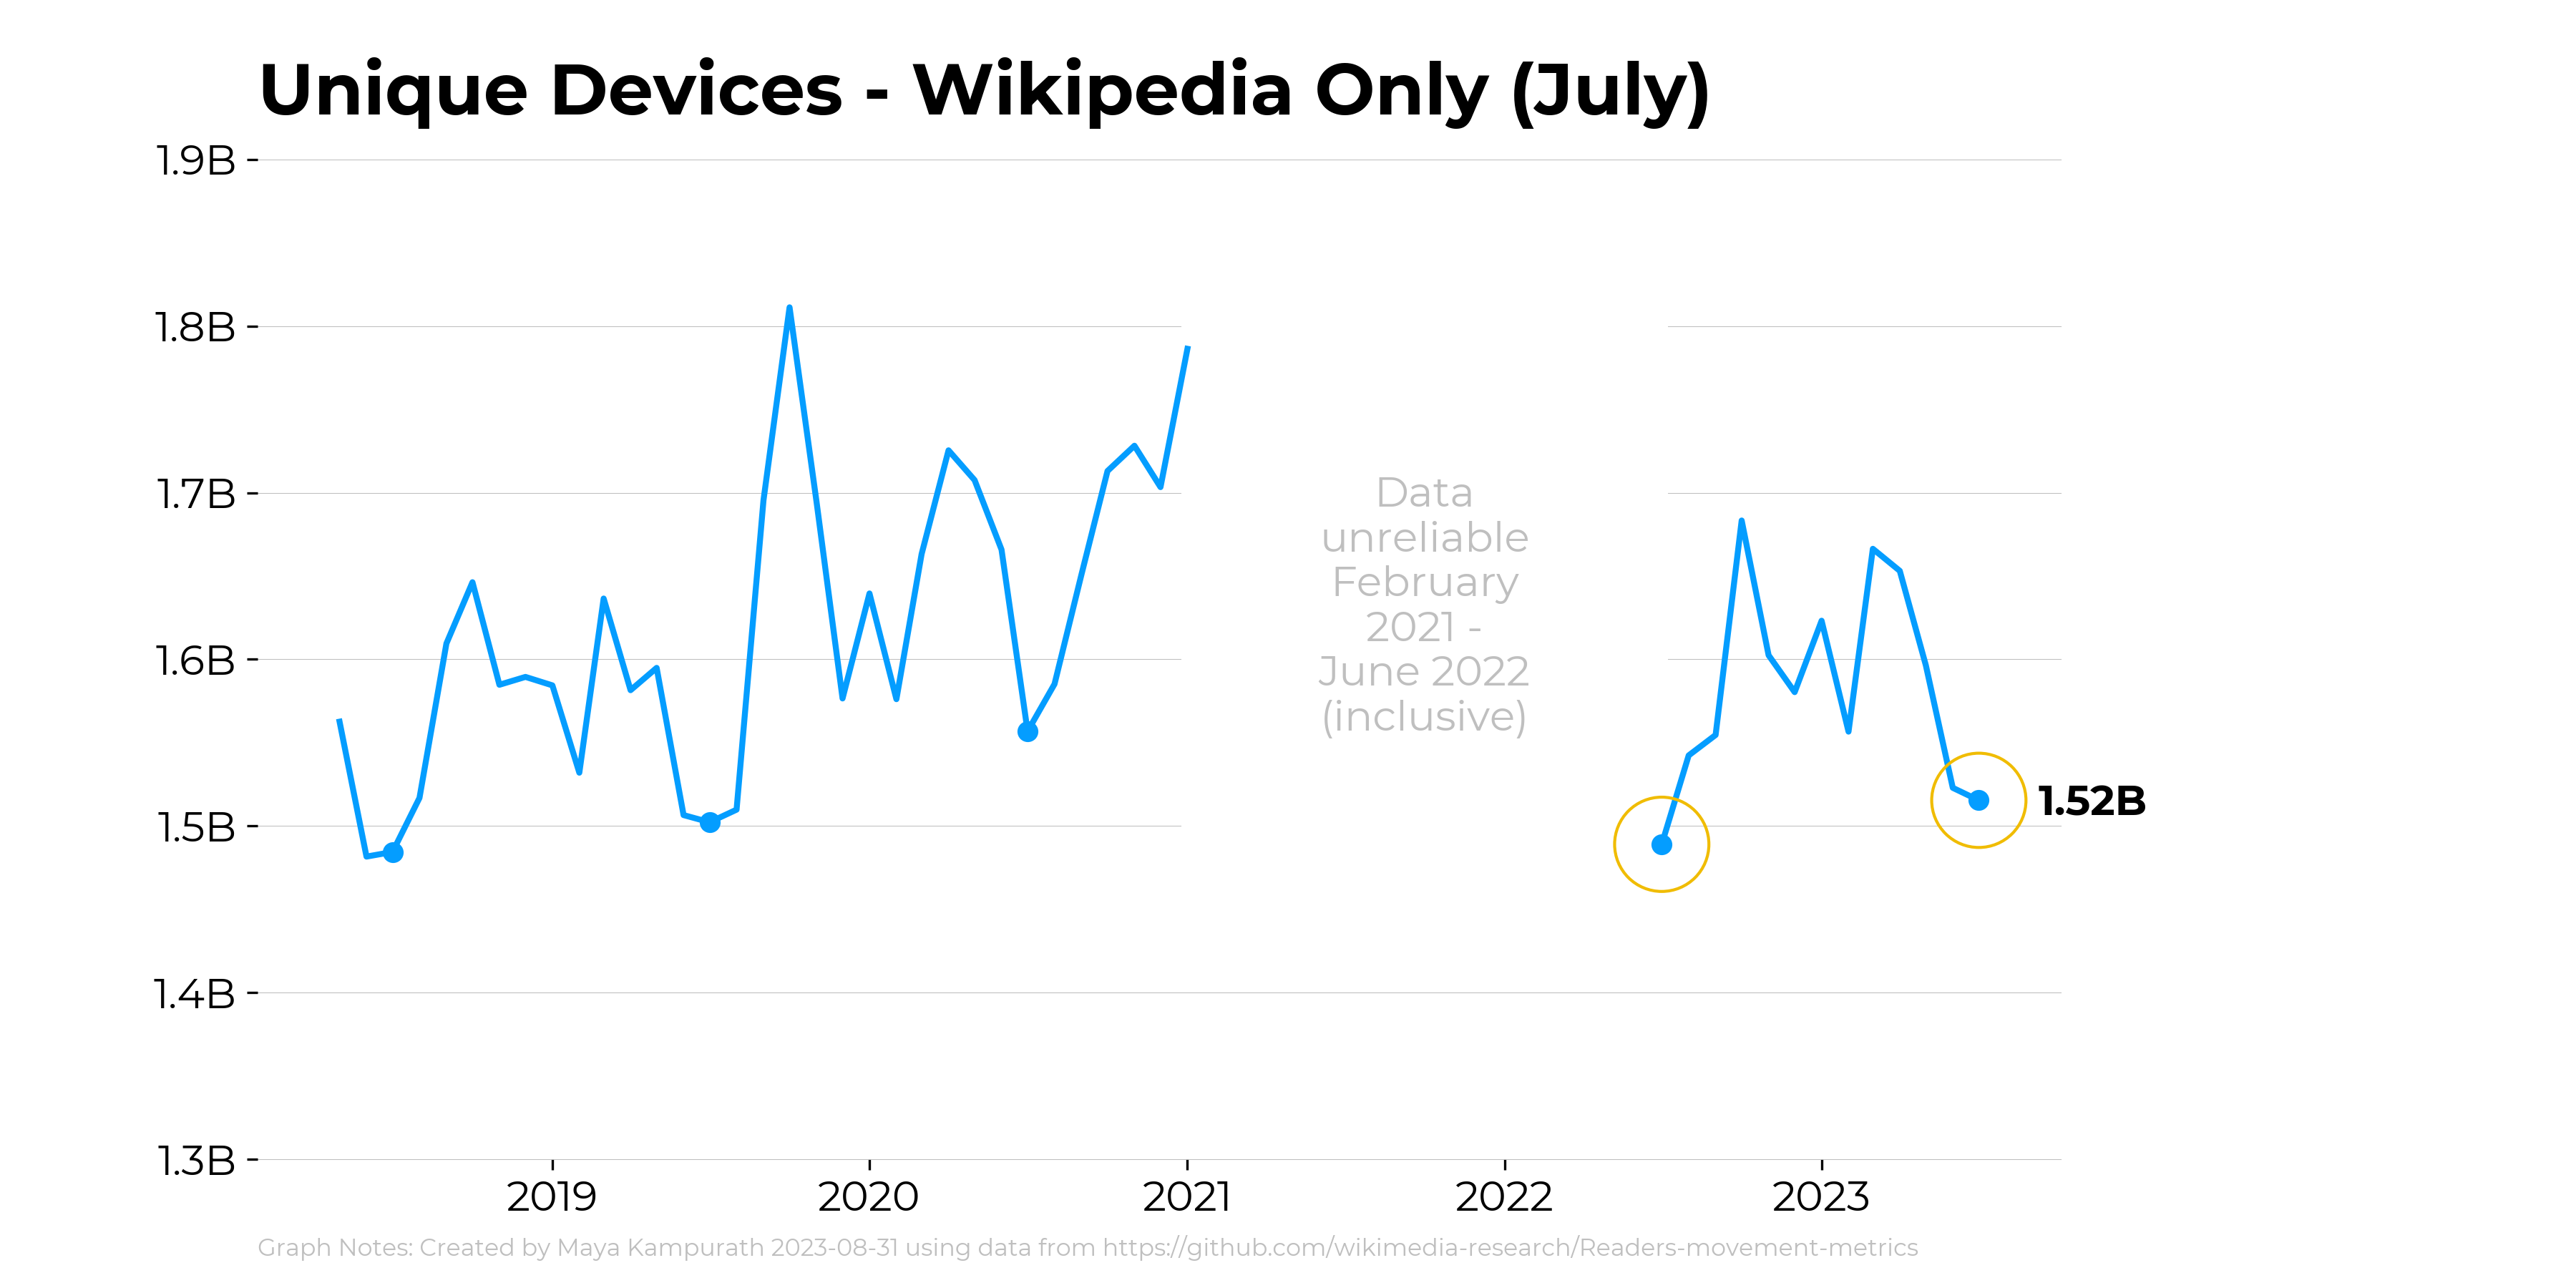 Unique Devices - Wikipedia Only (July)
1.9B
1.8B
1.7B
1.6B
1.5B
1.4B
1.3B
Data
unreliable
February
2021 -
June 2022
(inclusive)
1.52B
2019
2020
2021
2022
2023
Graph Notes: Created by Maya Kampurath 2023-08-31 using data from https://github.com/wikimedia-research/Readers-movement-metrics